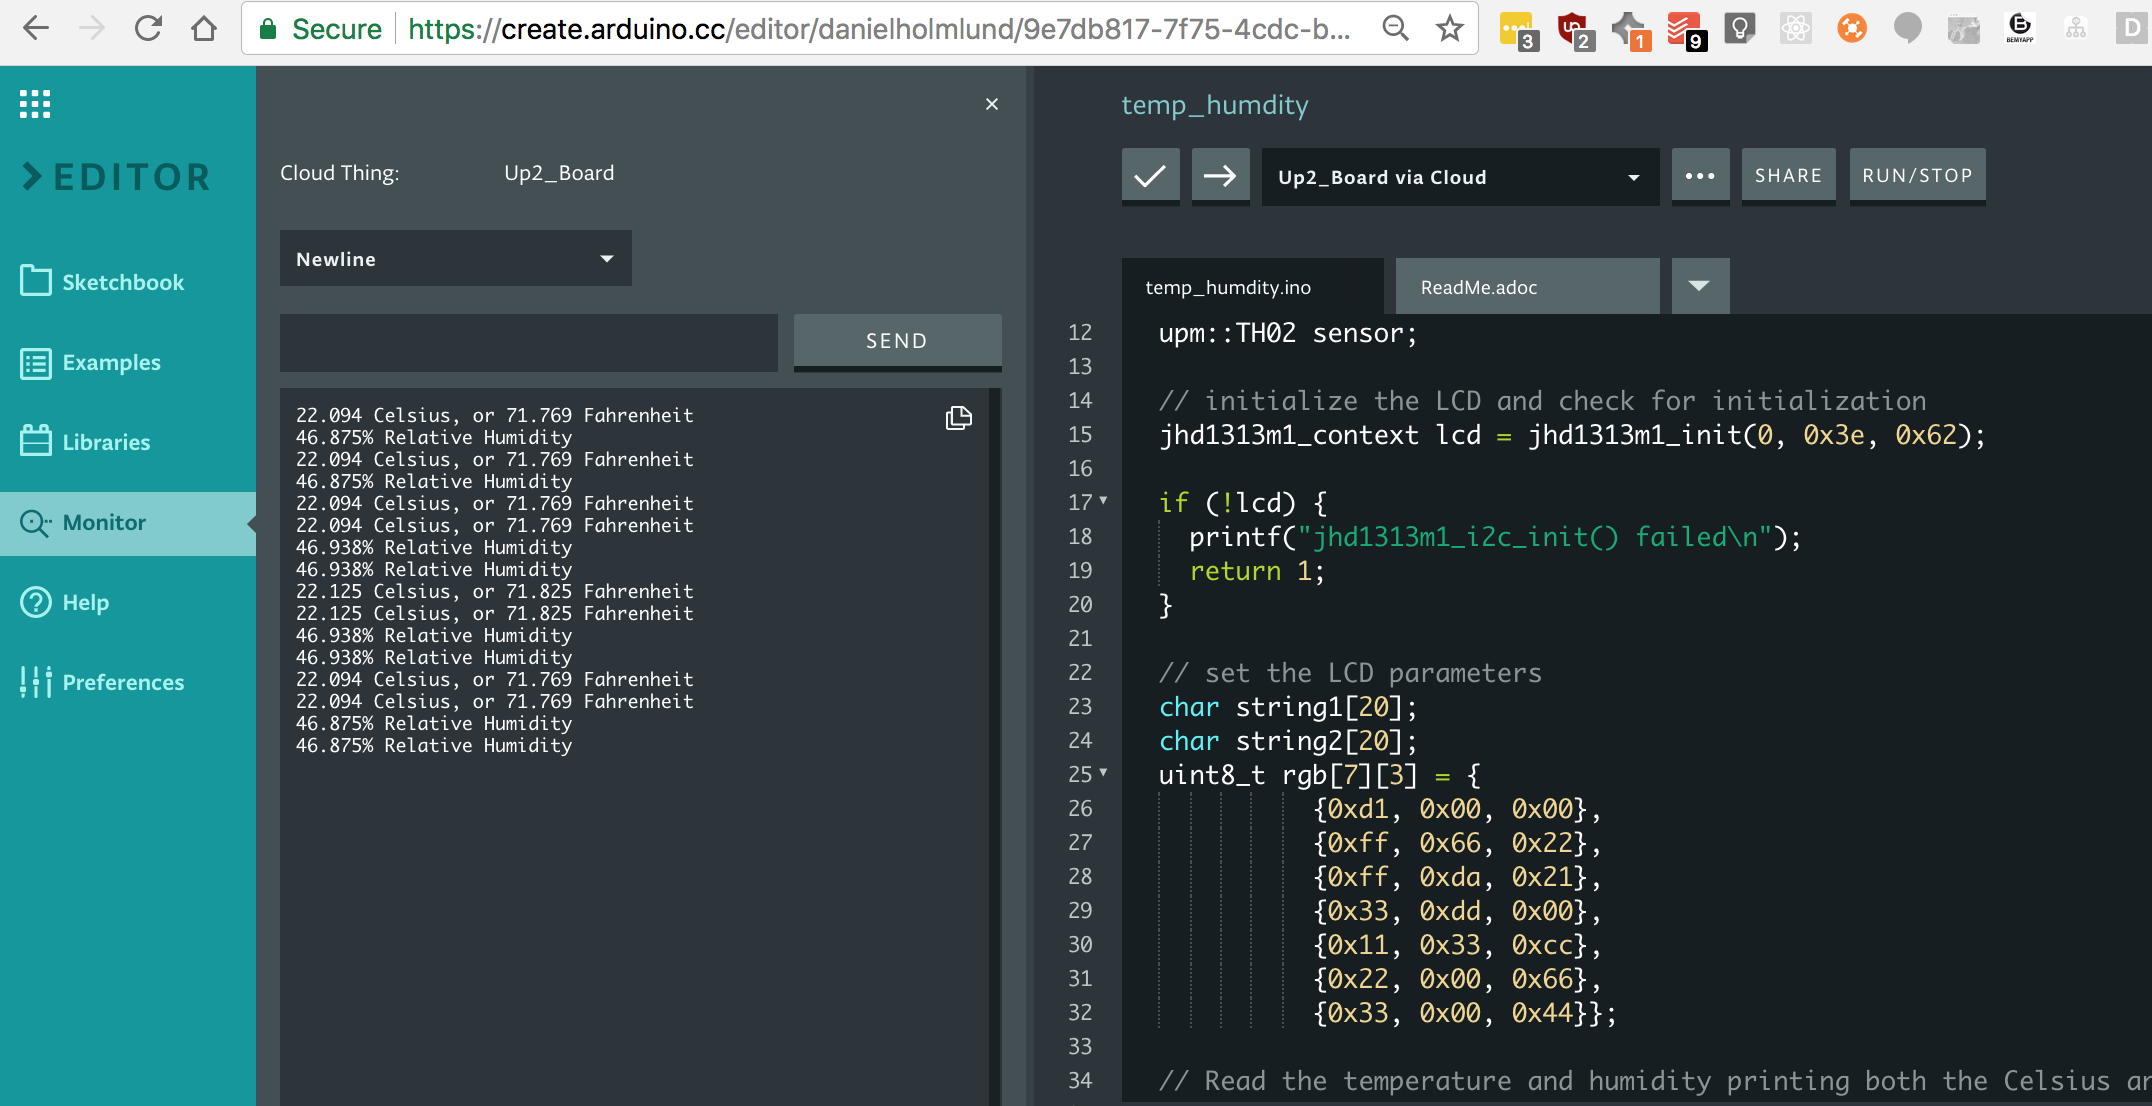 Secure https://create.arduino.cc/editor/danielholmlund/9e7db817-7f75-4cdc-b...
3
2
1
9
BEMYAPP
D
EDITOR
Sketchbook
Examples
Libraries
Monitor
Help
Preferences
Cloud Thing: Up2_Board
Newline
SEND
22.094 Celsius, or 71.769 Fahrenheit
46.875% Relative Humidity
22.094 Celsius, or 71.769 Fahrenheit
46.875% Relative Humidity
22.094 Celsius, or 71.769 Fahrenheit
22.094 Celsius, or 71.769 Fahrenheit
46.938% Relative Humidity
46.938% Relative Humidity
22.125 Celsius, or 71.825 Fahrenheit
22.125 Celsius, or 71.825 Fahrenheit
46.938% Relative Humidity
46.938% Relative Humidity
22.094 Celsius, or 71.769 Fahrenheit
22.094 Celsius, or 71.769 Fahrenheit
46.875% Relative Humidity
46.875% Relative Humidity
temp_humdity
Up2_Board via Cloud
SHARE
RUN/STOP
temp_humdity.ino
ReadMe.adoc
12 upm::TH02 sensor;
13
14 // initialize the LCD and check for initialization
15 jhd1313m1_context lcd = jhd1313m1_init(0, 0x3e, 0x62);
16
17 if (!lcd) {
18 printf("jhd1313m1_i2c_init() failed\n");
19 return 1;
20 }
21
22 // set the LCD parameters
23 char string1[20];
24 char string2[20];
25 uint8_t rgb[7][3] = {
26 {0xd1, 0x00, 0x00},
27 {0xff, 0x66, 0x22},
28 {0xff, 0xda, 0x21},
29 {0x33, 0xdd, 0x00},
30 {0x11, 0x33, 0xcc},
31 {0x22, 0x00, 0x66},
32 {0x33, 0x00, 0x44}};
33
34 // Read the temperature and humidity printing both the Celsius